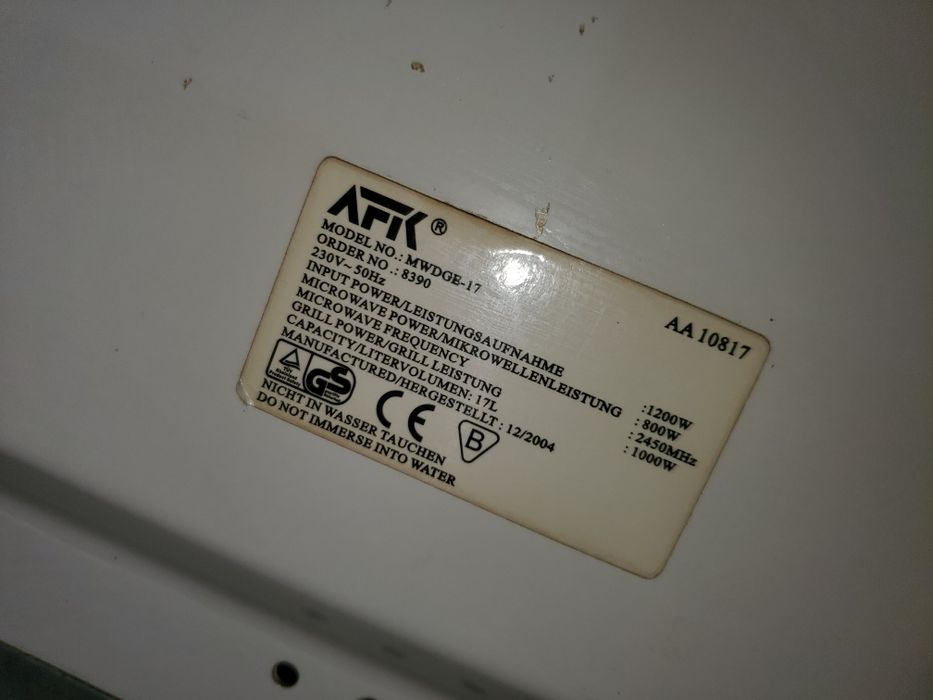 AFK®
AA 10817
MODEL NO.: MWDGE-17
ORDER NO .: 8390
230V~ 50Hz
INPUT POWER/LEISTUNGSAUFNAHME :1200W
MICROWAVE POWER/MIKROWELLENLEISTUNG : 800W
MICROWAVE FREQUENCY : 2450MHz
GRILL POWER/GRILL LEISTUNG : 1000W
CAPACITY/LITERVOLUMEN: 17L
MANUFACTURED/HERGESTELLT : 12/2004
TÜV
GS
CE
B
NICHT IN WASSER TAUCHEN
DO NOT IMMERSE INTO WATER